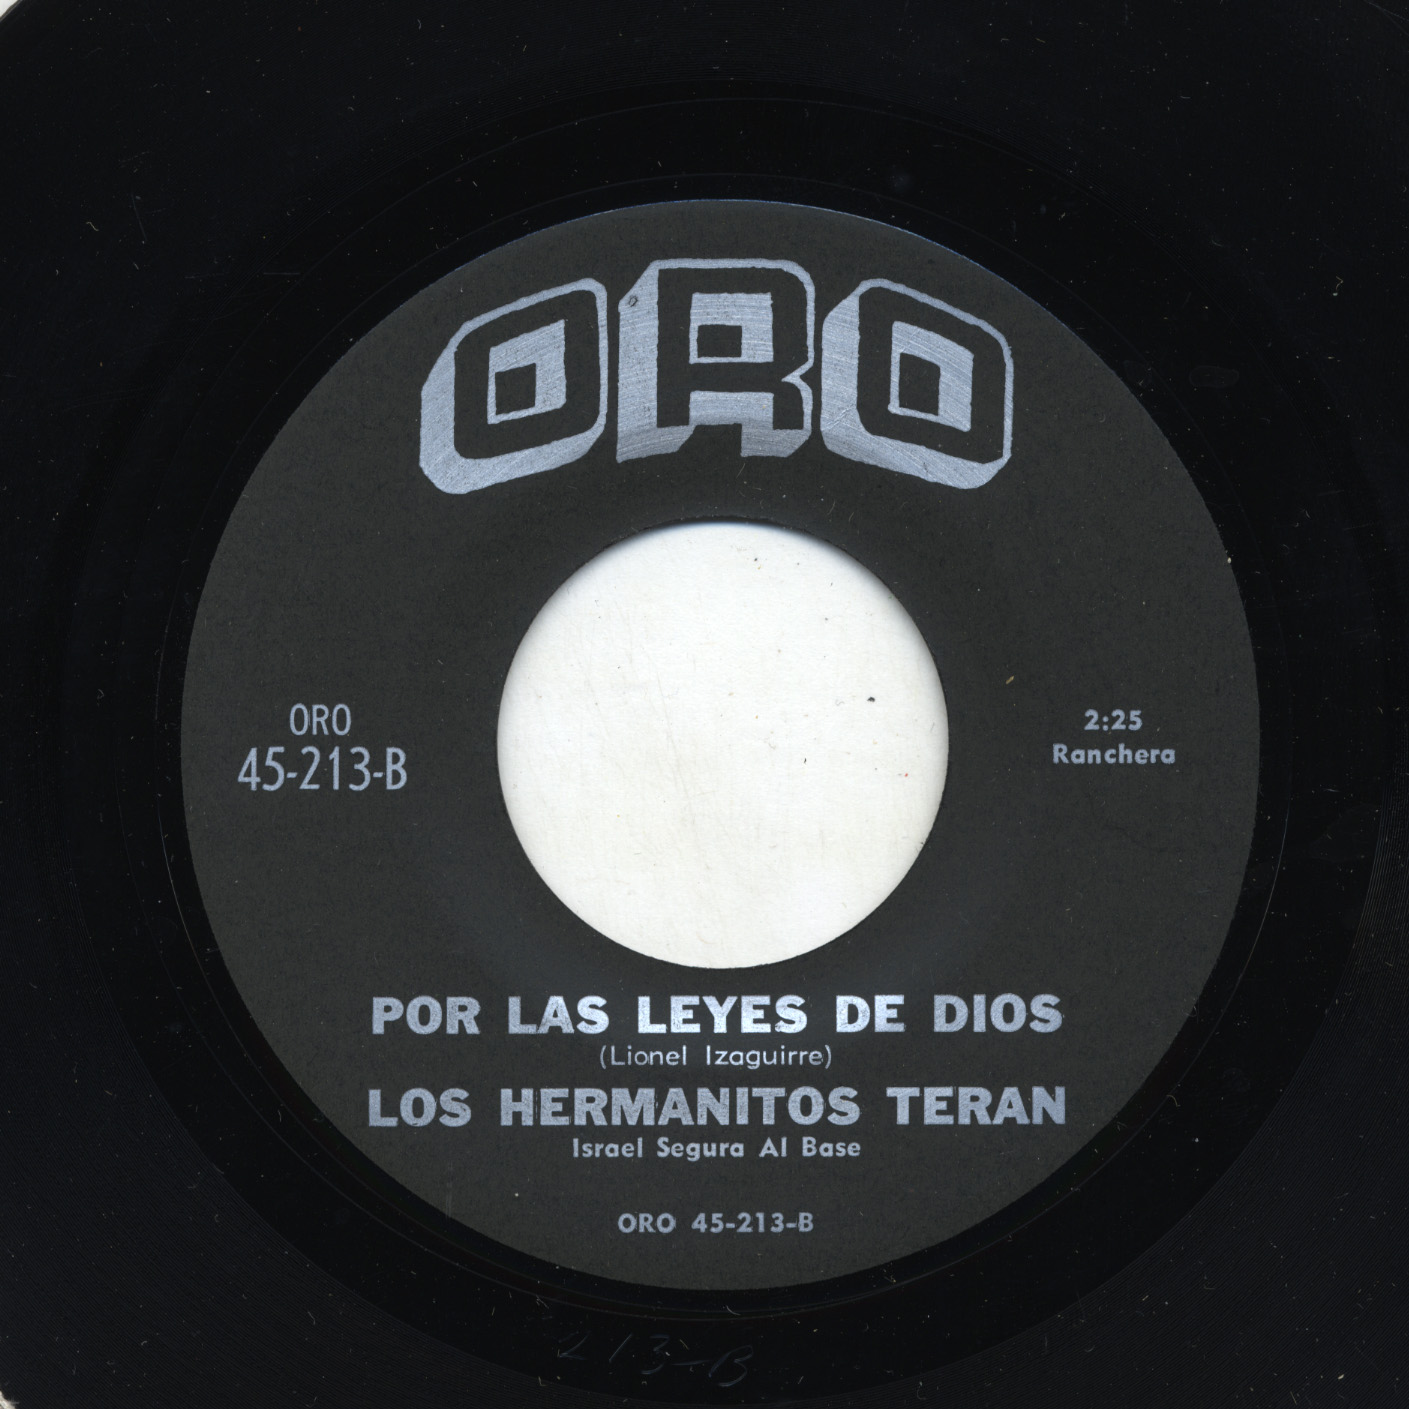 ORO
ORO
45-213-B
2:25
Ranchera
POR LAS LEYES DE DIOS
(Lionel Izaguirre)
LOS HERMANITOS TERAN
Israel Segura Al Base
ORO 45-213-B
213-B